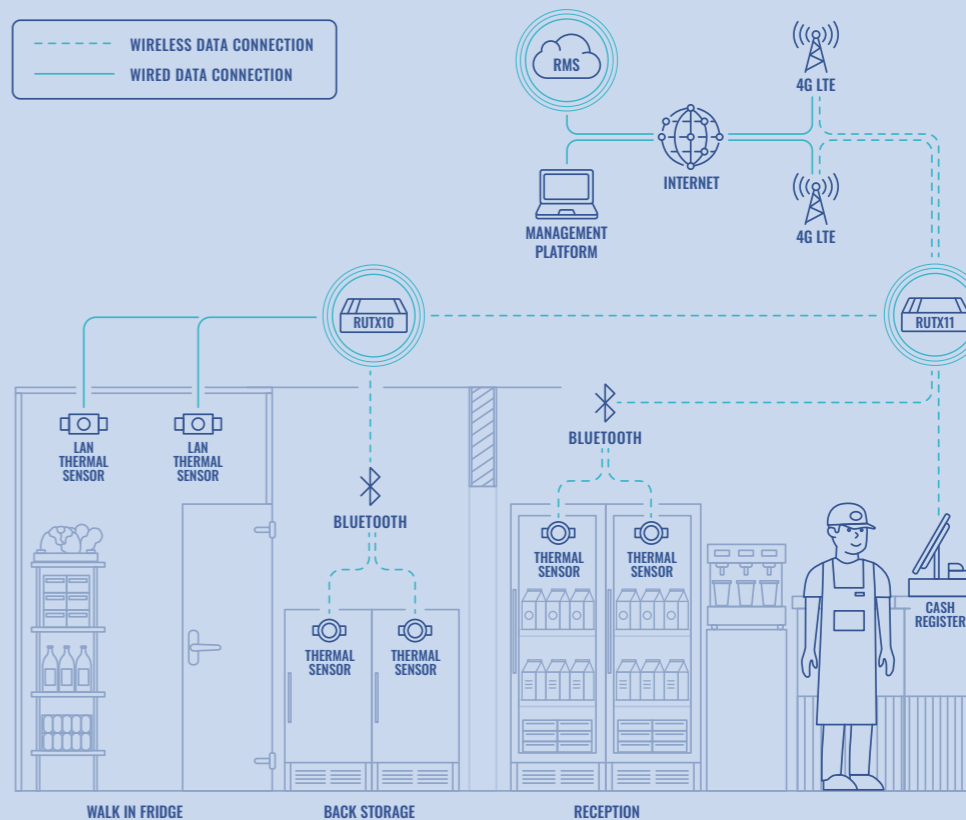 WIRELESS DATA CONNECTION
WIRED DATA CONNECTION
RMS
4G LTE
INTERNET
MANAGEMENT
PLATFORM
4G LTE
RUTX10
RUTX11
LAN
THERMAL
SENSOR
LAN
THERMAL
SENSOR
BLUETOOTH
BLUETOOTH
THERMAL
SENSOR
THERMAL
SENSOR
THERMAL
SENSOR
THERMAL
SENSOR
CASH
REGISTER
WALK IN FRIDGE
BACK STORAGE
RECEPTION